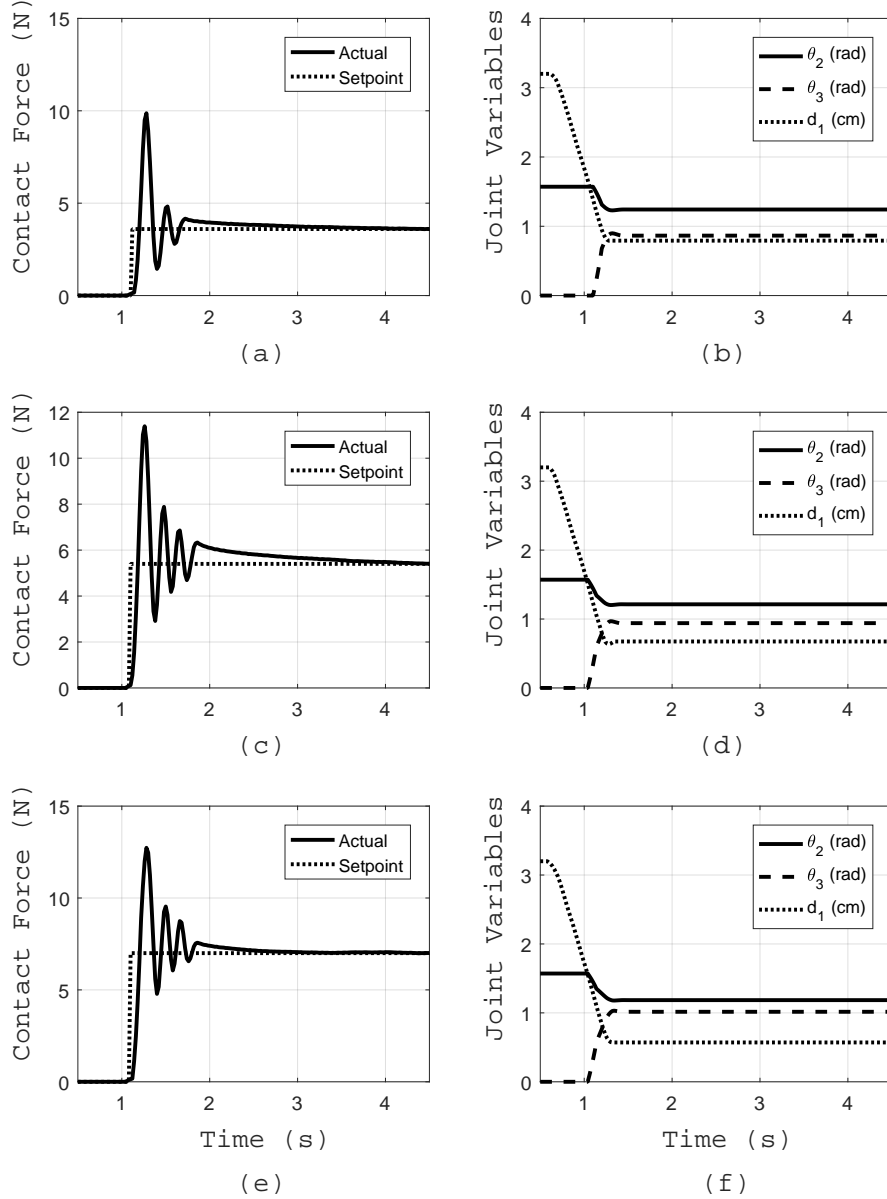 Contact Force (N)
15
10
5
0
1 2 3 4
Actual
Setpoint
(a)
Joint Variables
4
3
2
1
0
1 2 3 4
θ2 (rad)
θ3 (rad)
d1 (cm)
(b)
Contact Force (N)
12
10
8
6
4
2
0
1 2 3 4
Actual
Setpoint
(c)
Joint Variables
4
3
2
1
0
1 2 3 4
θ2 (rad)
θ3 (rad)
d1 (cm)
(d)
Contact Force (N)
15
10
5
0
1 2 3 4
Actual
Setpoint
Time (s)
(e)
Joint Variables
4
3
2
1
0
1 2 3 4
θ2 (rad)
θ3 (rad)
d1 (cm)
Time (s)
(f)